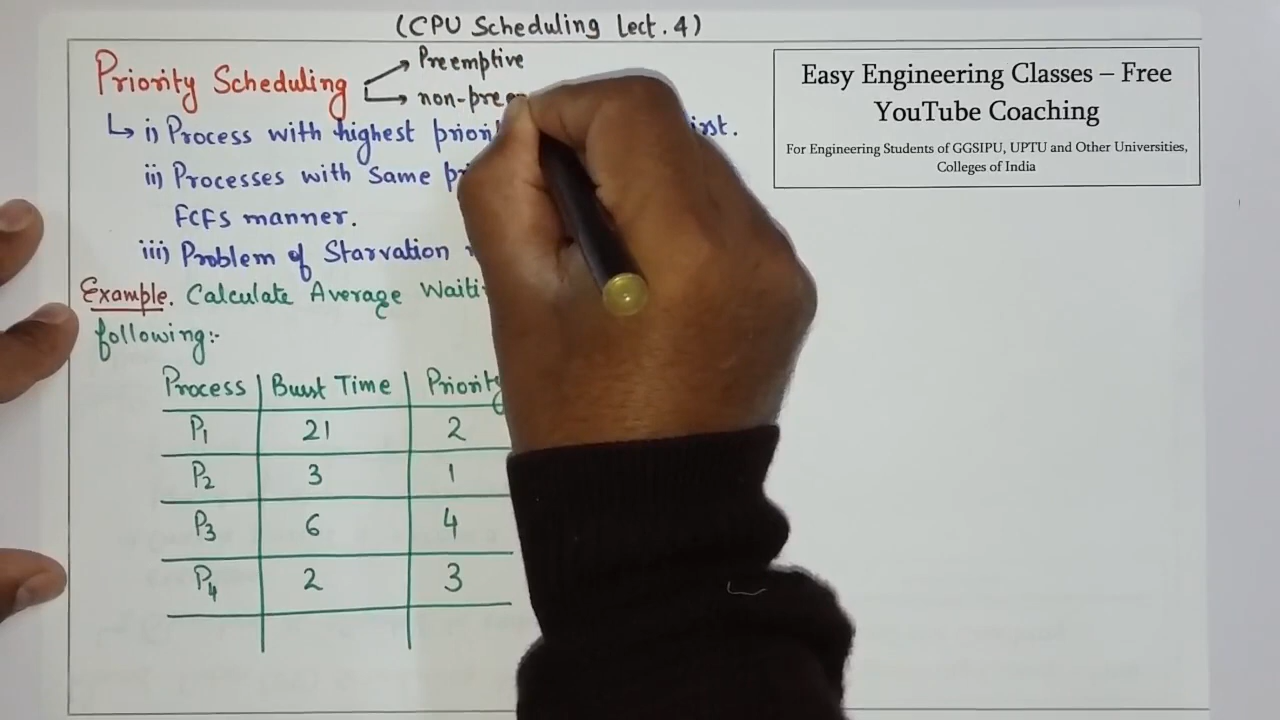 (CPU Scheduling Lect. 4)
Priority Scheduling
Preemptive
non-pree
i) Process with highest priori
ii) Processes with Same
FCFS manner.
iii) Problem of Starvation
Example. Calculate Average Waiti
following:-
Process Burst Time Priority
P1 21 2
P2 3 1
P3 6 4
P4 2 3
Easy Engineering Classes – Free
YouTube Coaching
For Engineering Students of GGSIPU, UPTU and Other Universities,
Colleges of India